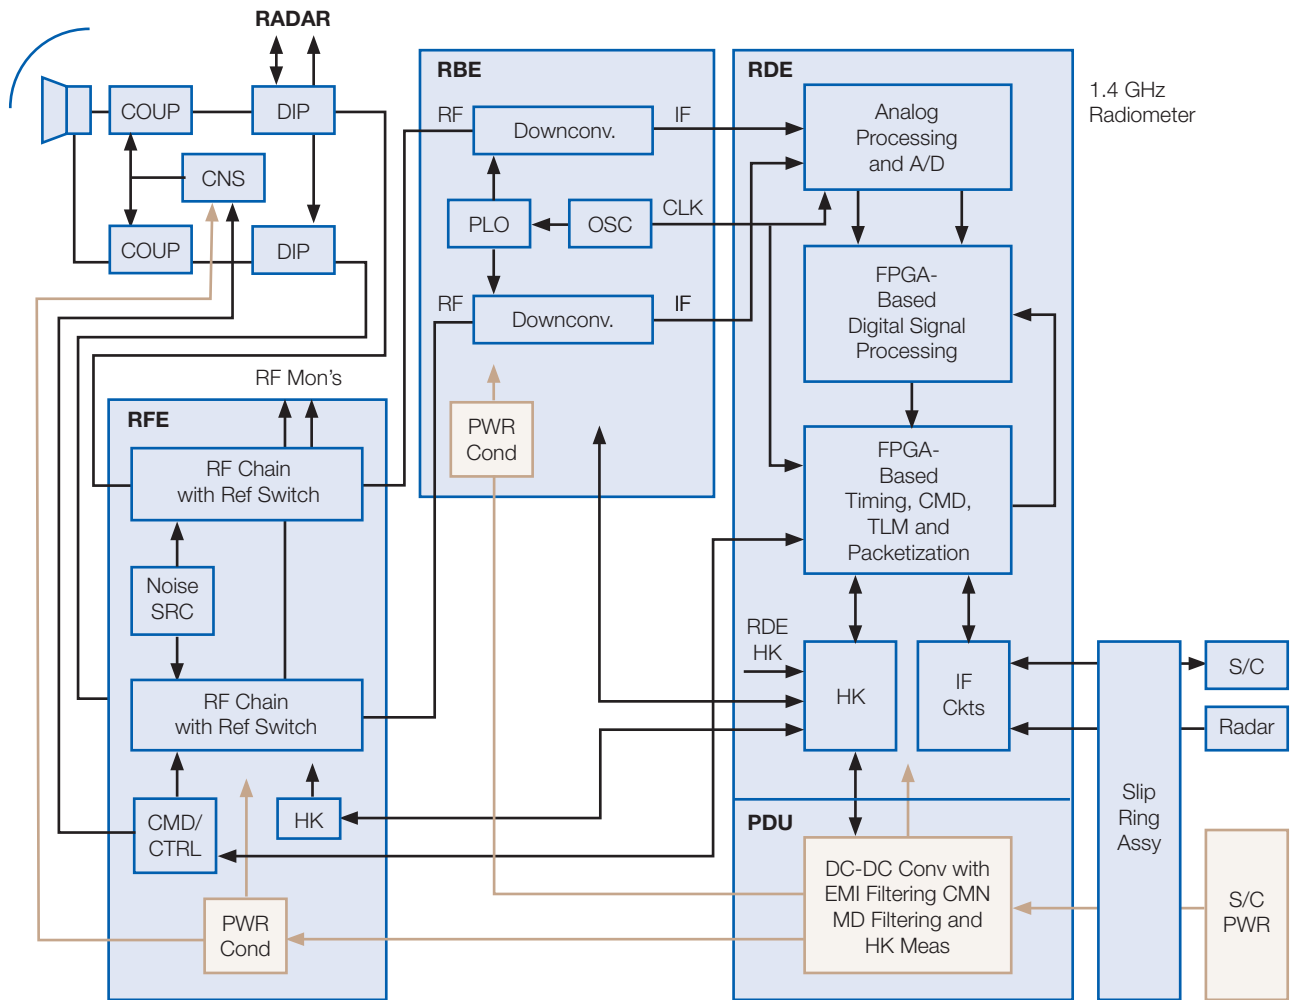 RADAR
COUP
DIP
CNS
COUP
DIP
RF Mon's
RFE
RF Chain
with Ref Switch
Noise
SRC
RF Chain
with Ref Switch
CMD/
CTRL
HK
PWR
Cond
RBE
RF
Downconv.
IF
PLO
OSC
CLK
RF
Downconv.
IF
PWR
Cond
RDE
Analog
Processing
and A/D
FPGA-
Based
Digital Signal
Processing
FPGA-
Based
Timing, CMD,
TLM and
Packetization
RDE
HK
HK
IF
Ckts
PDU
DC-DC Conv with
EMI Filtering CMN
MD Filtering and
HK Meas
1.4 GHz
Radiometer
Slip
Ring
Assy
S/C
Radar
S/C
PWR